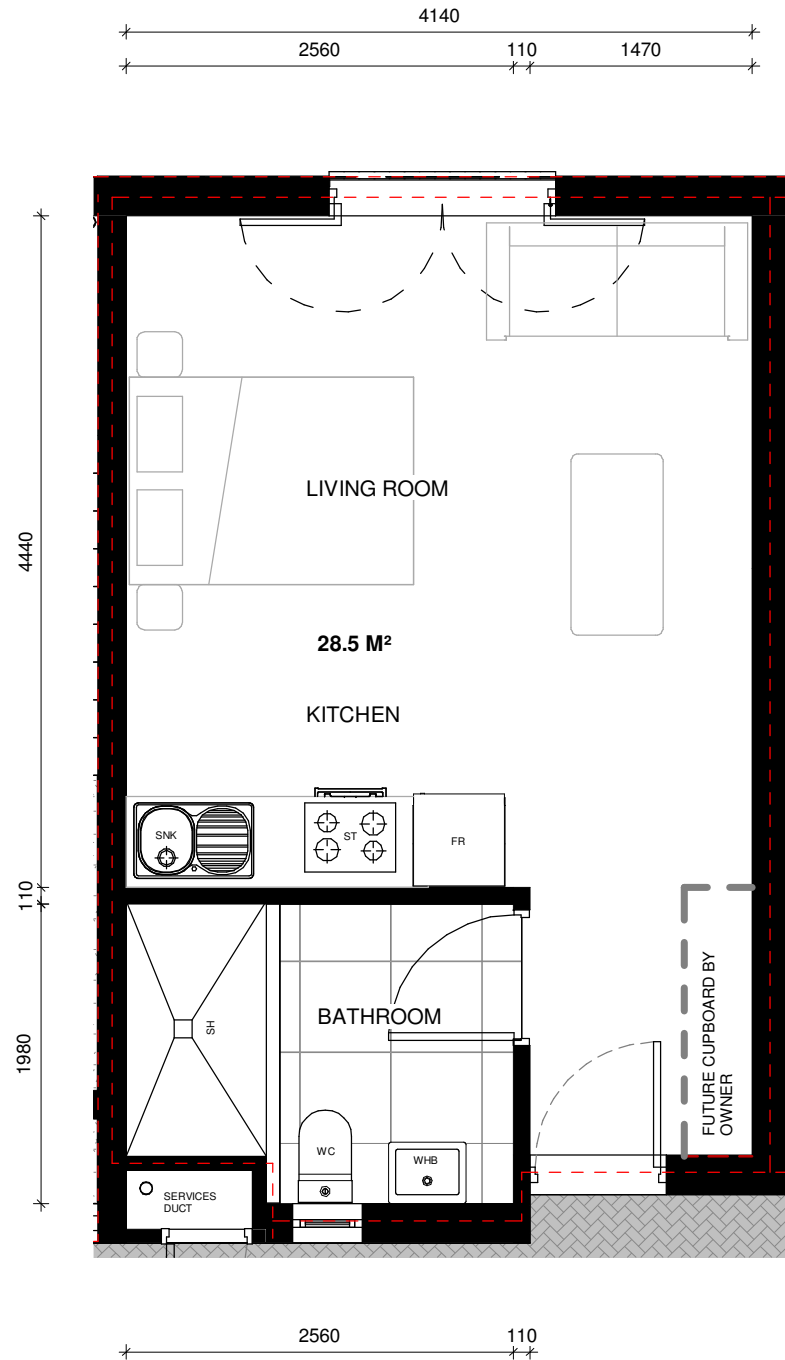 4140
2560
110
1470
LIVING ROOM
4440
28.5 M²
KITCHEN
SNK
ST
FR
110
SH
BATHROOM
1980
FUTURE CUPBOARD BY
OWNER
WC
WHB
SERVICES
DUCT
2560
110